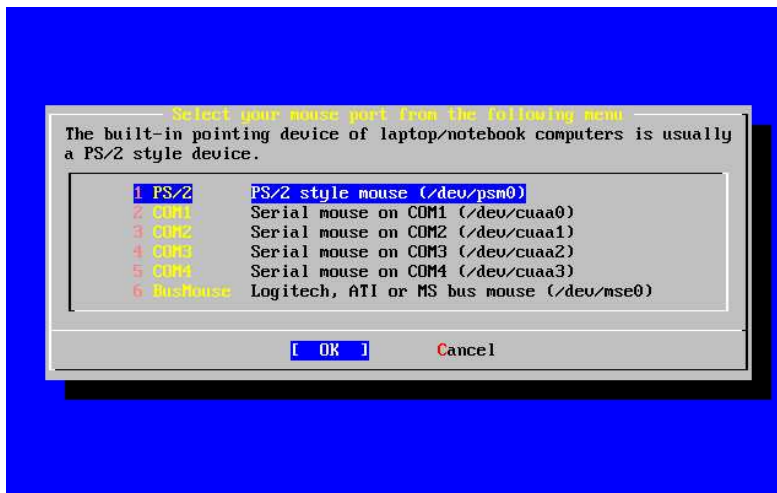 Select your mouse port from the following menu
The built-in pointing device of laptop/notebook computers is usually
a PS/2 style device.
1 PS/2 PS/2 style mouse (/dev/psm0)
2 COM1 Serial mouse on COM1 (/dev/cuaa0)
3 COM2 Serial mouse on COM2 (/dev/cuaa1)
4 COM3 Serial mouse on COM3 (/dev/cuaa2)
5 COM4 Serial mouse on COM4 (/dev/cuaa3)
6 BusMouse Logitech, ATI or MS bus mouse (/dev/mse0)
[ OK ] Cancel